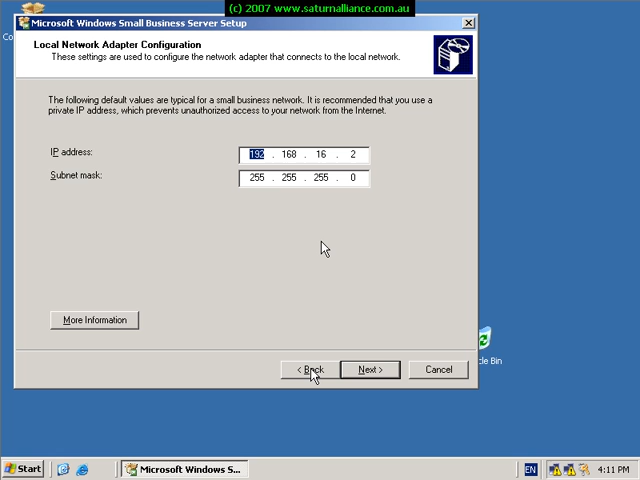 (c) 2007 www.saturnalliance.com.au
Microsoft Windows Small Business Server Setup
Local Network Adapter Configuration
These settings are used to configure the network adapter that connects to the local network.
The following default values are typical for a small business network. It is recommended that you use a
private IP address, which prevents unauthorized access to your network from the Internet.
IP address: 192 . 168 . 16 . 2
Subnet mask: 255 . 255 . 255 . 0
More Information
< Back Next > Cancel
Start Microsoft Windows S... EN 4:11 PM